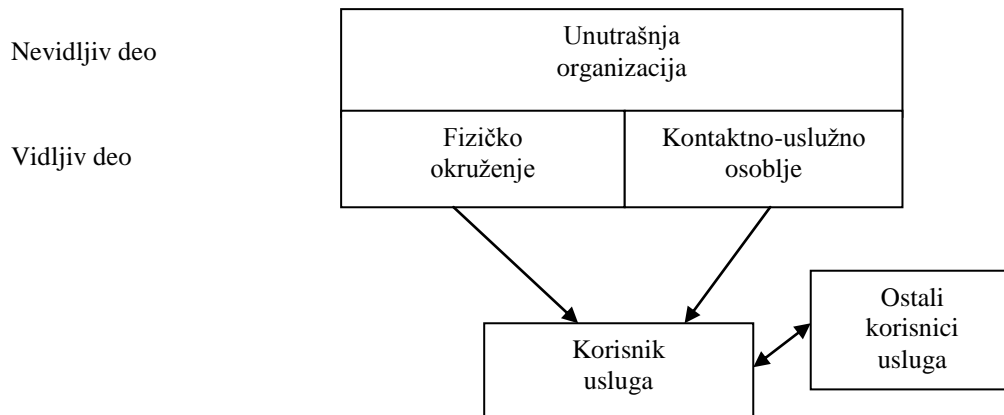 Nevidljiv deo
Unutrašnja
organizacija
Vidljiv deo
Fizičko
okruženje
Kontaktno-uslužno
osoblje
Korisnik
usluga
Ostali
korisnici
usluga